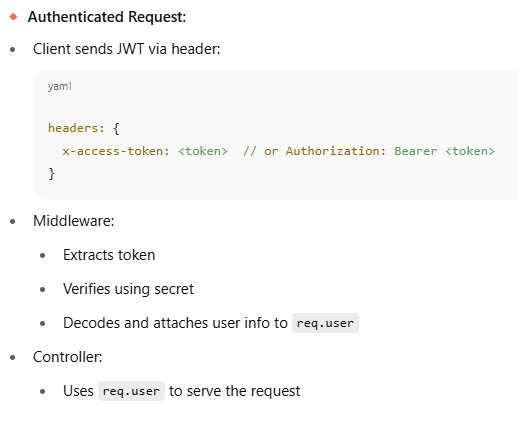 Authenticated Request:
Client sends JWT via header:
yaml
headers: {
x-access-token: <token> // or Authorization: Bearer <token>
}
Middleware:
Extracts token
Verifies using secret
Decodes and attaches user info to req.user
Controller:
Uses req.user to serve the request